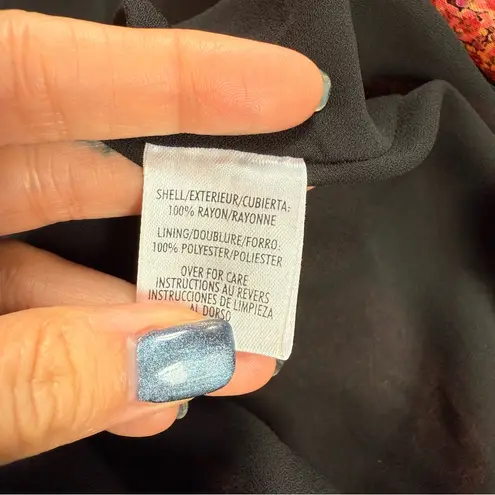 SHELL/EXTERIEUR/CUBIERTA:
100% RAYON/RAYONNE
LINING/DOUBLURE/FORRO:
100% POLYESTER/POLIESTER
OVER FOR CARE
INSTRUCTIONS AU REVERS
INSTRUCCIONES DE LIMPIEZA
AL DORSO